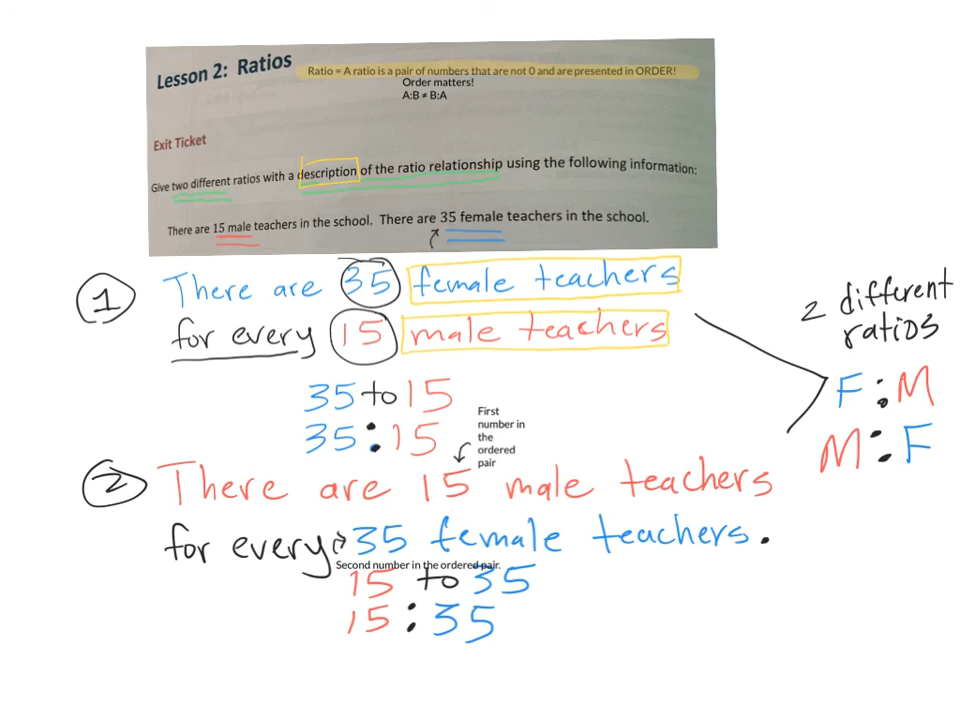 Lesson 2: Ratios
Ratio = A ratio is a pair of numbers that are not 0 and are presented in ORDER!
Order matters!
A:B ≠ B:A
Exit Ticket
Give two different ratios with a description of the ratio relationship using the following information:
There are 15 male teachers in the school. There are 35 female teachers in the school.
1 There are 35 female teachers
for every 15 male teachers
35 to 15
35:15
First
number in
the
ordered
pair
2 different
ratios
F:M
M:F
2 There are 15 male teachers
for every 35 female teachers.
Second number in the ordered pair.
15 to 35
15:35